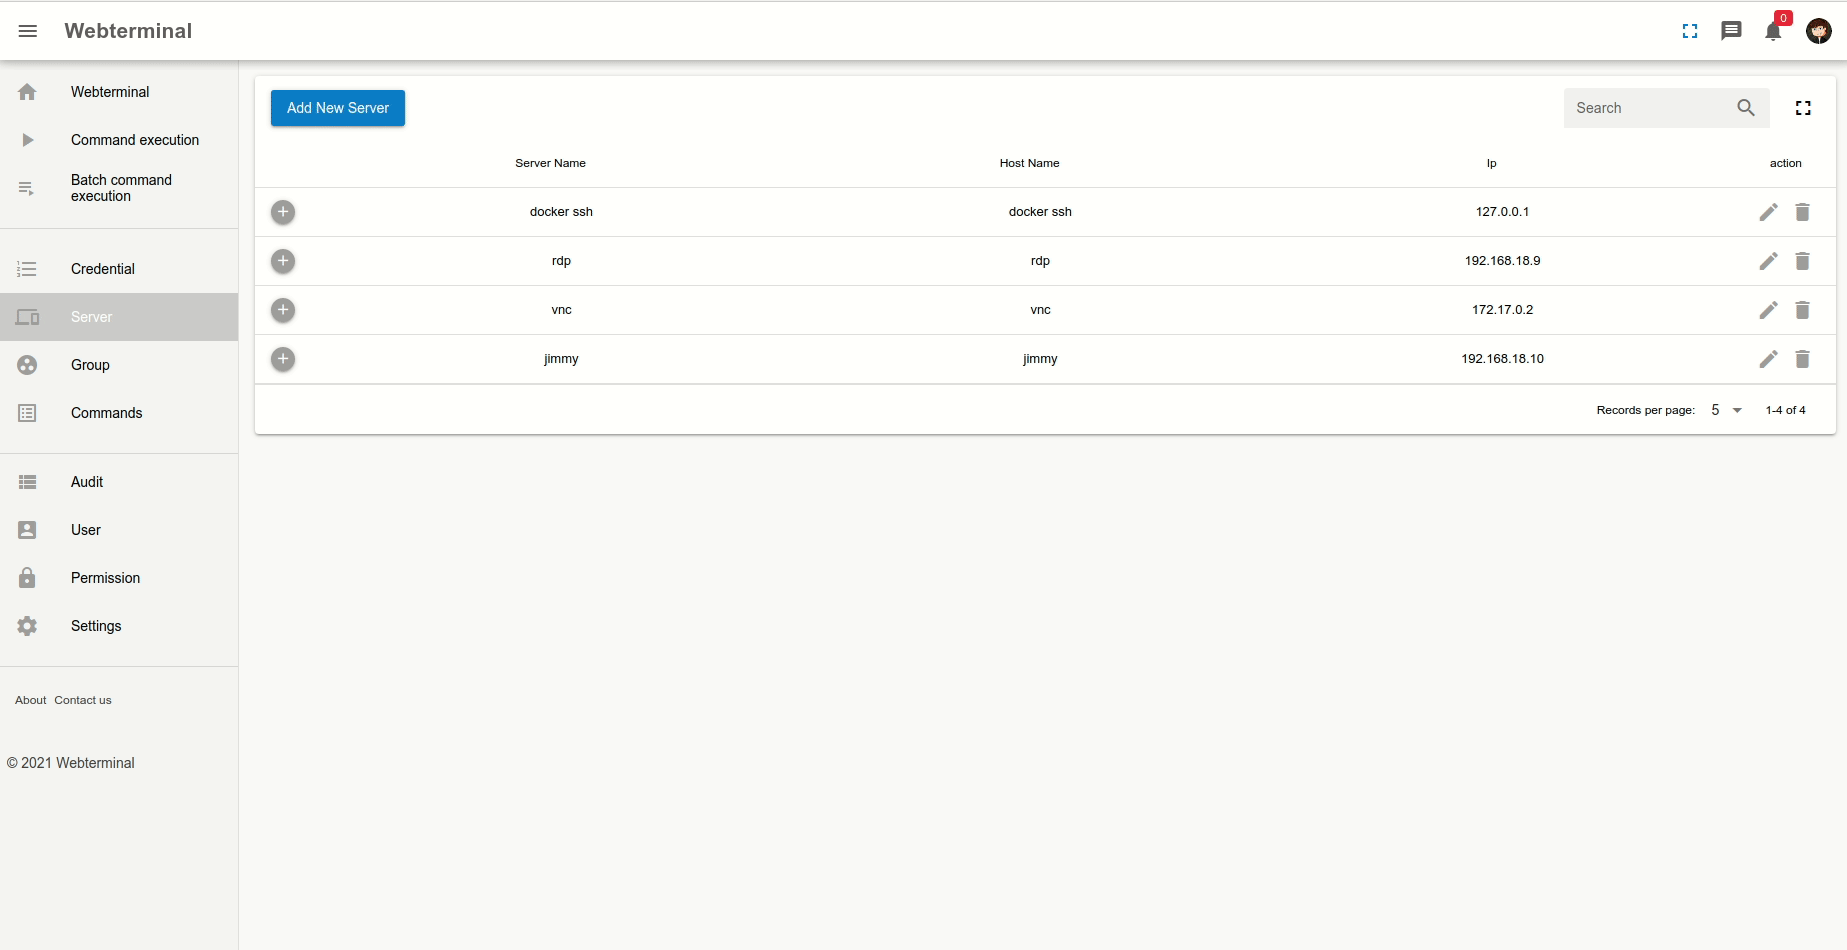 Webterminal
0
Webterminal
Command execution
Batch command
execution
Credential
Server
Group
Commands
Audit
User
Permission
Settings
About Contact us
© 2021 Webterminal
Add New Server
Search
Server Name Host Name Ip action
docker ssh docker ssh 127.0.0.1
rdp rdp 192.168.18.9
vnc vnc 172.17.0.2
jimmy jimmy 192.168.18.10
Records per page: 5 1-4 of 4